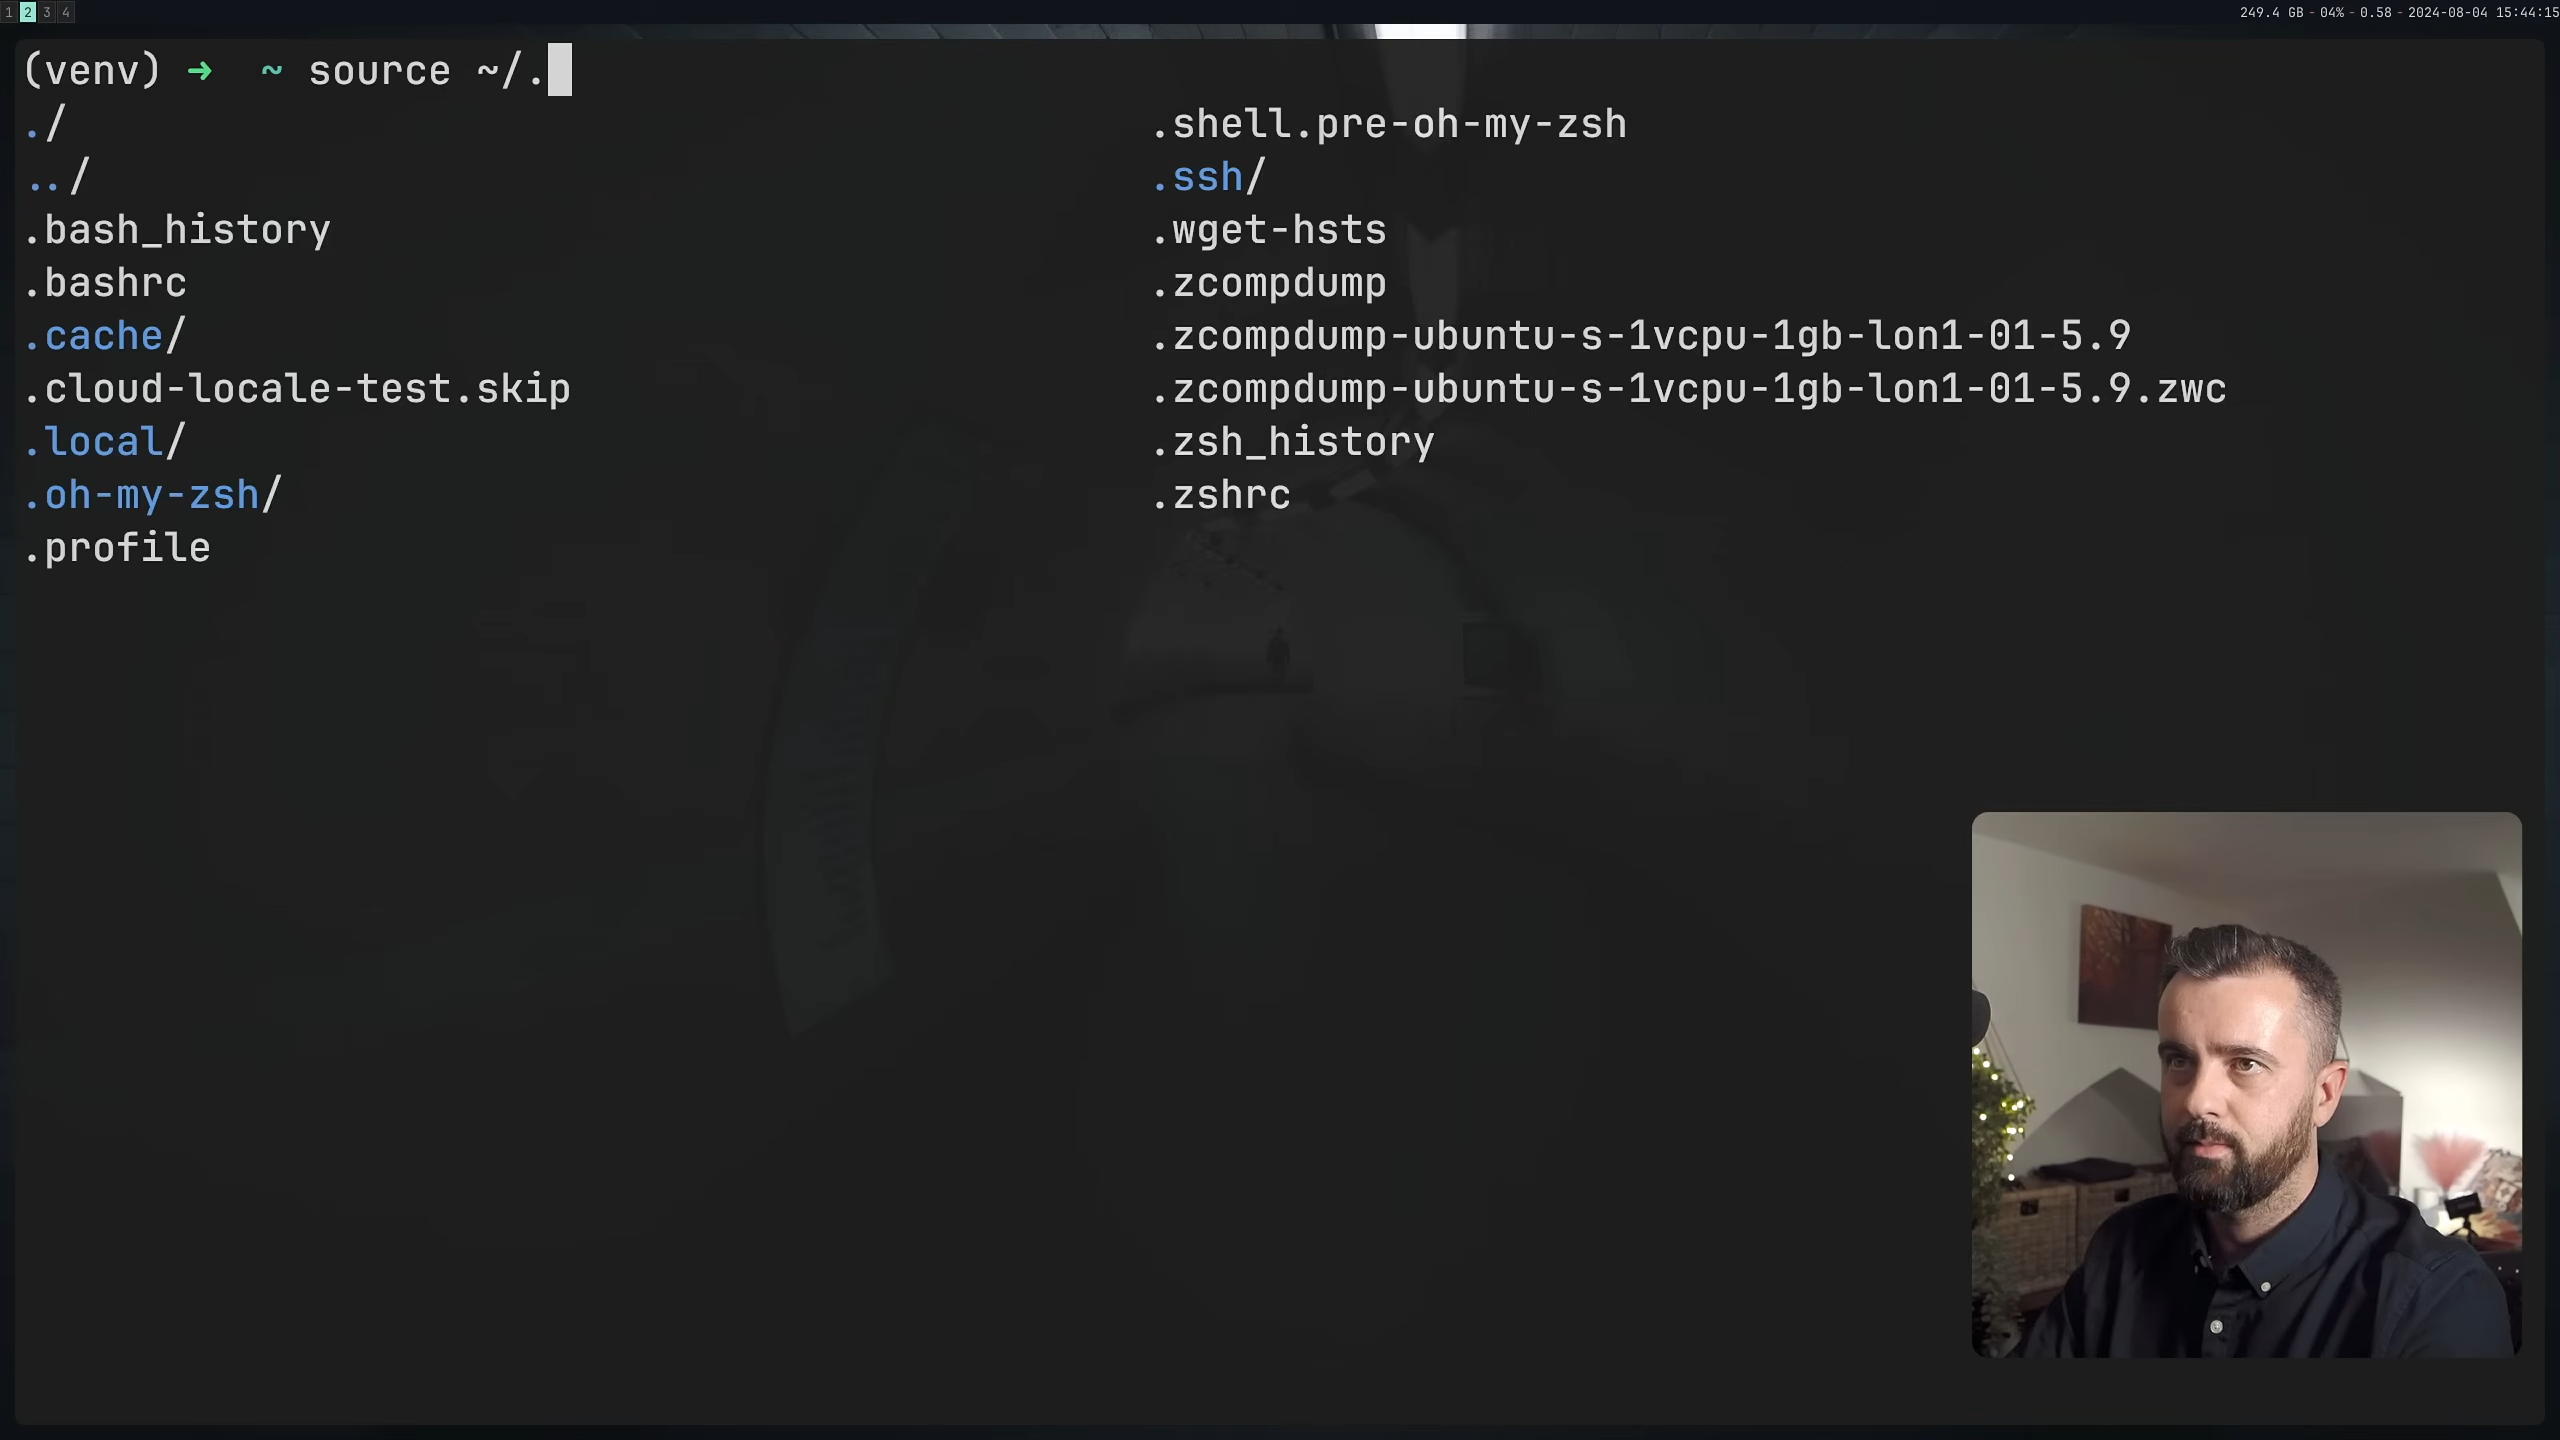 1 2 3 4
249.4 GB - 04% - 0.58 - 2024-08-04 15:44:15
(venv) ➜ ~ source ~/.
./
../
.bash_history
.bashrc
.cache/
.cloud-locale-test.skip
.local/
.oh-my-zsh/
.profile
.shell.pre-oh-my-zsh
.ssh/
.wget-hsts
.zcompdump
.zcompdump-ubuntu-s-1vcpu-1gb-lon1-01-5.9
.zcompdump-ubuntu-s-1vcpu-1gb-lon1-01-5.9.zwc
.zsh_history
.zshrc